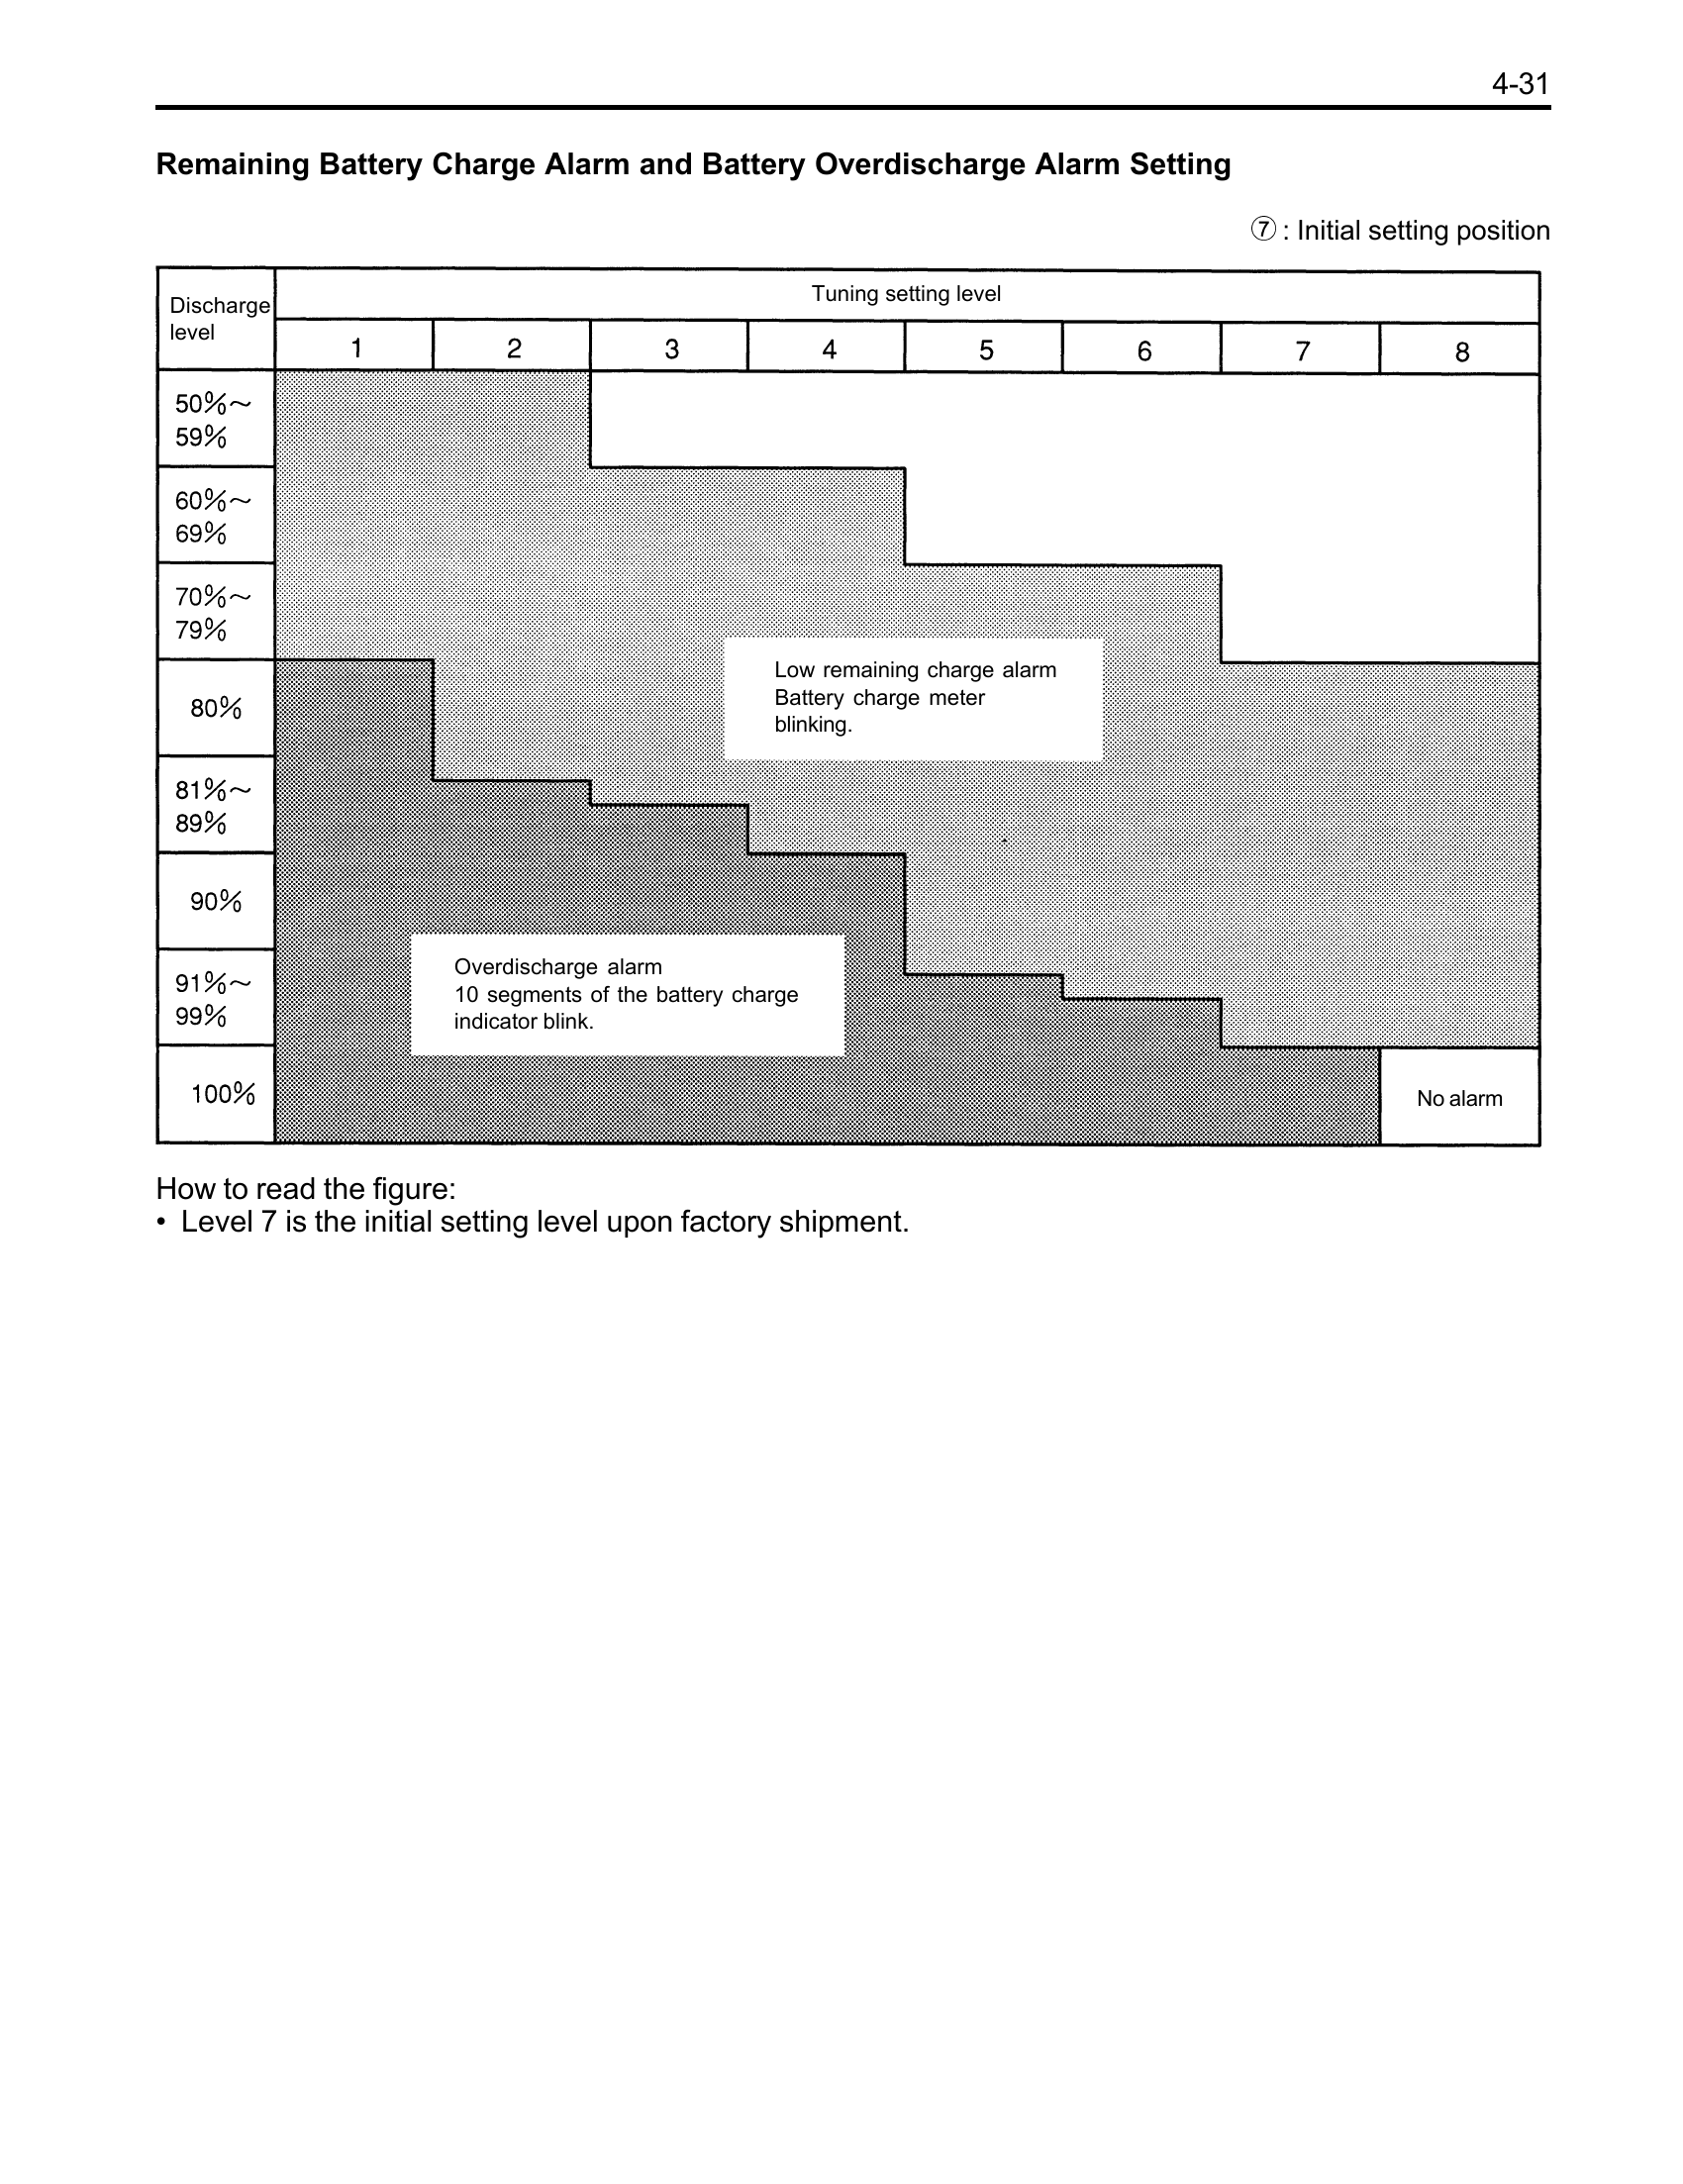 4-31
Remaining Battery Charge Alarm and Battery Overdischarge Alarm Setting
⑦ : Initial setting position
Discharge
level
Tuning setting level
1 2 3 4 5 6 7 8
50%~
59%
60%~
69%
70%~
79%
Low remaining charge alarm
Battery charge meter
blinking.
80%
81%~
89%
90%
Overdischarge alarm
10 segments of the battery charge
indicator blink.
91%~
99%
100%
No alarm
How to read the figure:
• Level 7 is the initial setting level upon factory shipment.